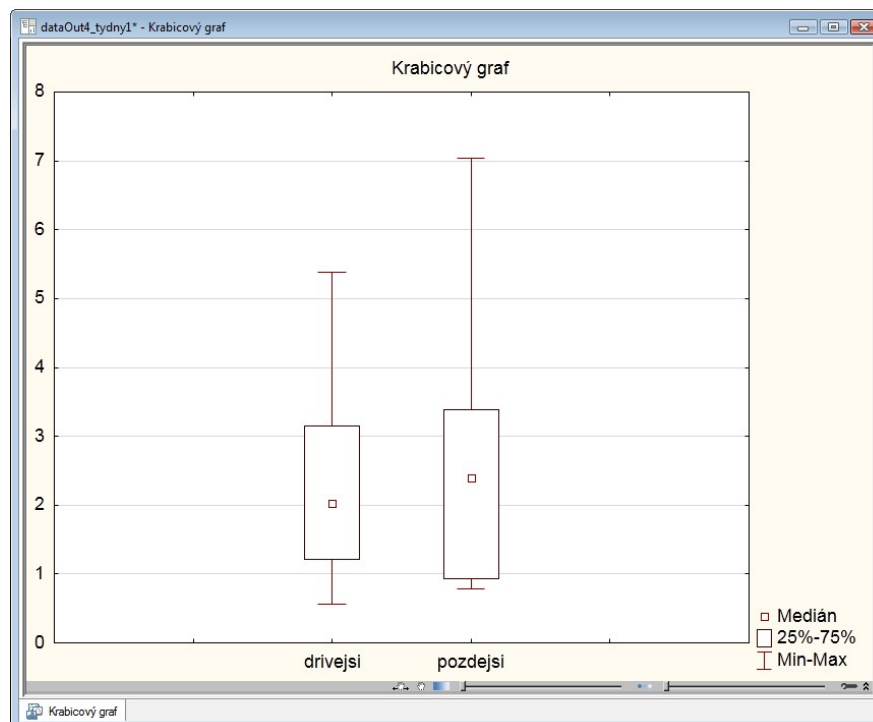 dataOut4_tydny1* - Krabicový graf
Krabicový graf
8
7
6
5
4
3
2
1
0
drivejsi pozdejsi
Medián
25%-75%
Min-Max
Krabicový graf